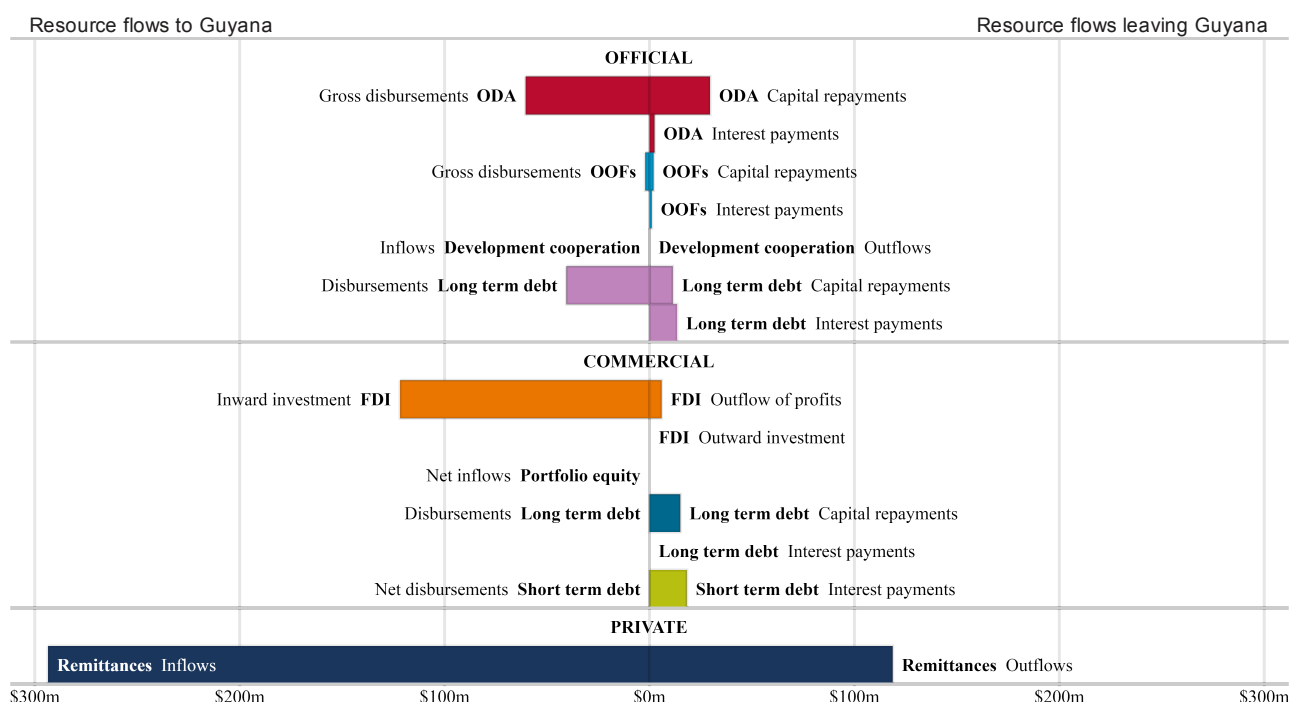 Resource flows to Guyana Resource flows leaving Guyana
OFFICIAL
Gross disbursements ODA ODA Capital repayments
ODA Interest payments
Gross disbursements OOFs OOFs Capital repayments
OOFs Interest payments
Inflows Development cooperation Development cooperation Outflows
Disbursements Long term debt Long term debt Capital repayments
Long term debt Interest payments
COMMERCIAL
Inward investment FDI FDI Outflow of profits
FDI Outward investment
Net inflows Portfolio equity
Disbursements Long term debt Long term debt Capital repayments
Long term debt Interest payments
Net disbursements Short term debt Short term debt Interest payments
PRIVATE
Remittances Inflows Remittances Outflows
$300m $200m $100m $0m $100m $200m $300m